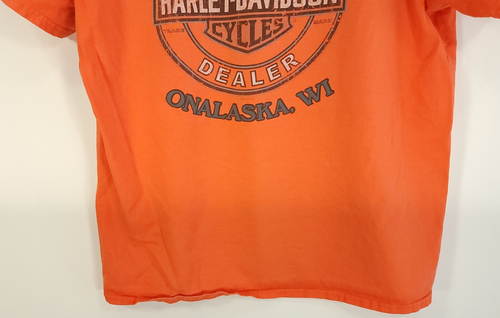 HARLEY-DAVIDSON
CYCLES
DEALER
ONALASKA, WI